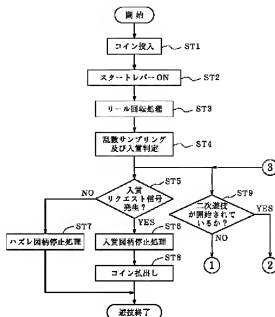 開始
コイン投入
ST1
スタートレバーON
ST2
リール回転処理
ST3
乱数サンプリング
及び入賞判定
ST4
③
ST5
入賞
リクエスト信号
発生?
NO
YES
ST9
二次遊技
が開始されて
いるか?
YES
NO
ST7
ハズレ図柄停止処理
ST6
入賞図柄停止処理
①
②
ST8
コイン払出し
遊技終了